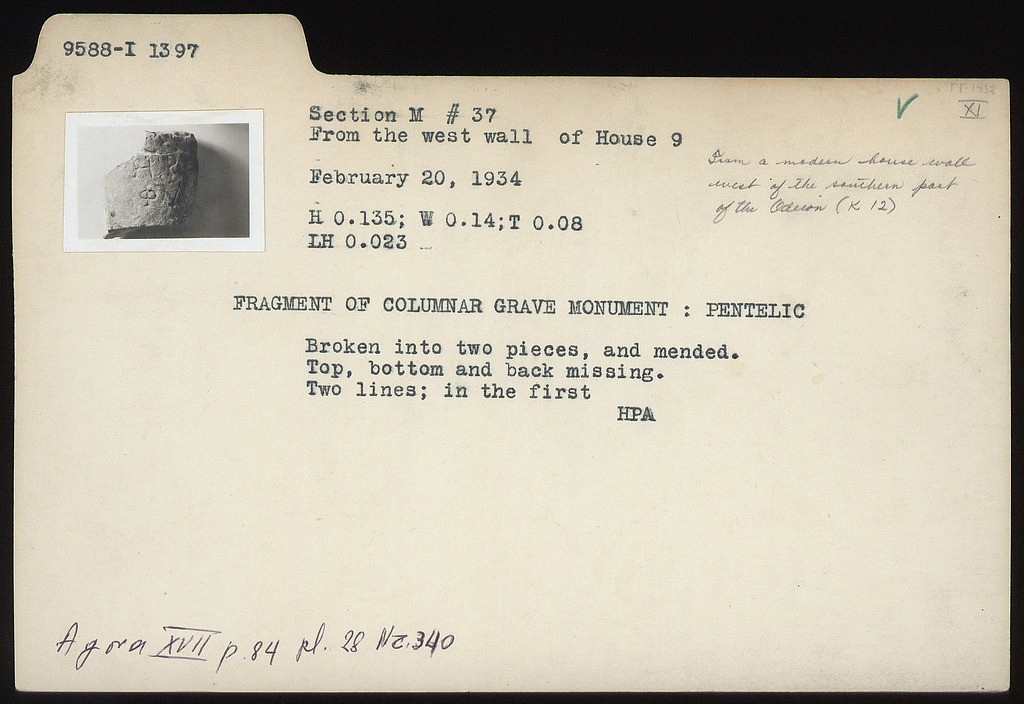 9588-I 1397
XI
Section M # 37
From the west wall of House 9
February 20, 1934
H 0.135; W 0.14;T 0.08
LH 0.023
From a modern house wall
west of the southern part
of the Odeion (K 12)
FRAGMENT OF COLUMNAR GRAVE MONUMENT : PENTELIC
Broken into two pieces, and mended.
Top, bottom and back missing.
Two lines; in the first
HPA
Agora XVII p.84 pl. 28 No.340